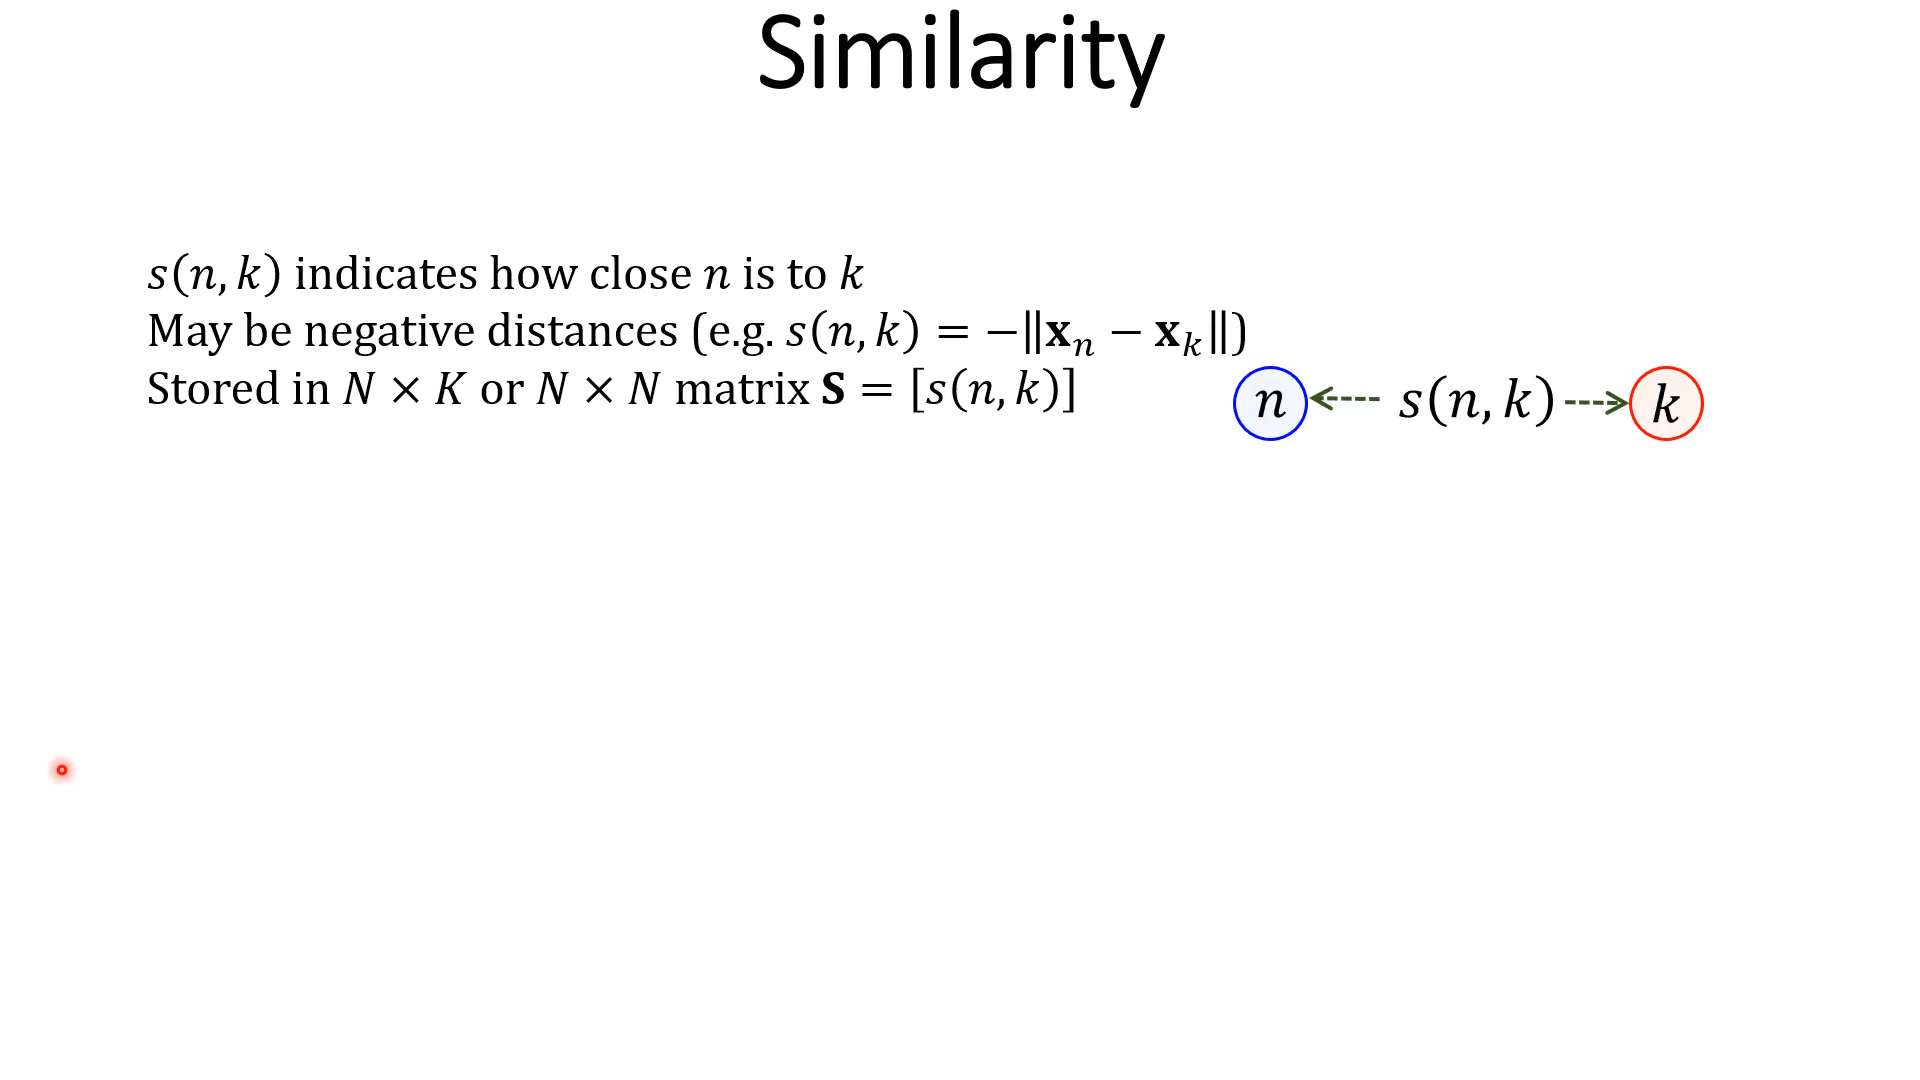 Similarity
s(n, k) indicates how close n is to k
May be negative distances (e.g. s(n, k) = −‖𝐱ₙ − 𝐱ₖ‖)
Stored in N × K or N × N matrix 𝐒 = [s(n, k)]
n s(n, k) k